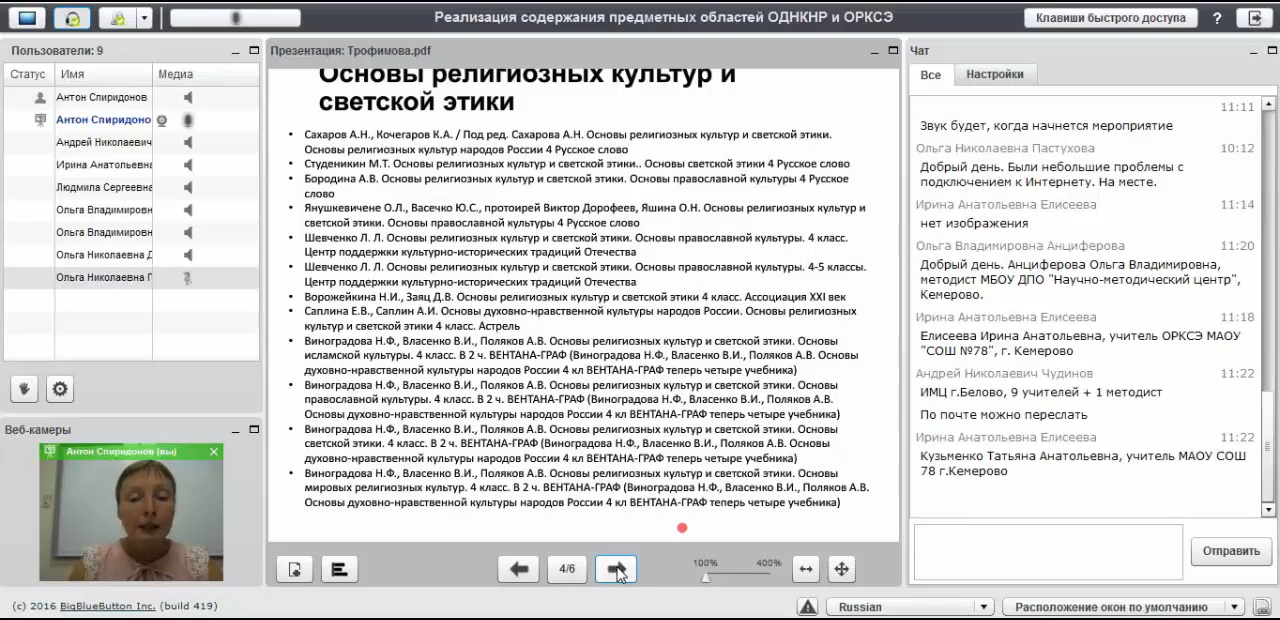 Реализация содержания предметных областей ОДНКНР и ОРКСЭ
Клавиши быстрого доступа
?
Пользователи: 9
Статус Имя Медиа
Антон Спиридонов
Антон Спиридоно
Андрей Николаевич
Ирина Анатольевна
Людмила Сергеевна
Ольга Владимировн
Ольга Владимировн
Ольга Николаевна Д
Ольга Николаевна Г
Веб-камеры
Антон Спиридонов (вы)
Презентация: Трофимова.pdf
Основы религиозных культур и
светской этики
• Сахаров А.Н., Кочегаров К.А. / Под ред. Сахарова А.Н. Основы религиозных культур и светской этики.
Основы религиозных культур народов России 4 Русское слово
• Студеникин М.Т. Основы религиозных культур и светской этики.. Основы светской этики 4 Русское слово
• Бородина А.В. Основы религиозных культур и светской этики. Основы православной культуры 4 Русское
слово
• Янушкевичене О.Л., Васечко Ю.С., протоирей Виктор Дорофеев, Яшина О.Н. Основы религиозных культур и
светской этики. Основы православной культуры 4 Русское слово
• Шевченко Л. Л. Основы религиозных культур и светской этики. Основы православной культуры. 4 класс.
Центр поддержки культурно-исторических традиций Отечества
• Шевченко Л. Л. Основы религиозных культур и светской этики. Основы православной культуры. 4-5 классы.
Центр поддержки культурно-исторических традиций Отечества
• Ворожейкина Н.И., Заяц Д.В. Основы религиозных культур и светской этики 4 класс. Ассоциация XXI век
• Саплина Е.В., Саплин А.И. Основы духовно-нравственной культуры народов России. Основы религиозных
культур и светской этики 4 класс. Астрель
• Виноградова Н.Ф., Власенко В.И., Поляков А.В. Основы религиозных культур и светской этики. Основы
исламской культуры. 4 класс. В 2 ч. ВЕНТАНА-ГРАФ (Виноградова Н.Ф., Власенко В.И., Поляков А.В. Основы
духовно-нравственной культуры народов России 4 кл ВЕНТАНА-ГРАФ теперь четыре учебника)
• Виноградова Н.Ф., Власенко В.И., Поляков А.В. Основы религиозных культур и светской этики. Основы
православной культуры. 4 класс. В 2 ч. ВЕНТАНА-ГРАФ (Виноградова Н.Ф., Власенко В.И., Поляков А.В.
Основы духовно-нравственной культуры народов России 4 кл ВЕНТАНА-ГРАФ теперь четыре учебника)
• Виноградова Н.Ф., Власенко В.И., Поляков А.В. Основы религиозных культур и светской этики. Основы
светской этики. 4 класс. В 2 ч. ВЕНТАНА-ГРАФ (Виноградова Н.Ф., Власенко В.И., Поляков А.В. Основы
духовно-нравственной культуры народов России 4 кл ВЕНТАНА-ГРАФ теперь четыре учебника)
• Виноградова Н.Ф., Власенко В.И., Поляков А.В. Основы религиозных культур и светской этики. Основы
мировых религиозных культур. 4 класс. В 2 ч. ВЕНТАНА-ГРАФ (Виноградова Н.Ф., Власенко В.И., Поляков А.В.
Основы духовно-нравственной культуры народов России 4 кл ВЕНТАНА-ГРАФ теперь четыре учебника)
4/6
100% 400%
Чат
Все Настройки
11:11
Звук будет, когда начнется мероприятие
Ольга Николаевна Пастухова 10:12
Добрый день. Были небольшие проблемы с
подключением к Интернету. На месте.
Ирина Анатольевна Елисеева 11:14
нет изображения
Ольга Владимировна Анциферова 11:20
Добрый день. Анциферова Ольга Владимировна,
методист МБОУ ДПО "Научно-методический центр",
Кемерово.
Ирина Анатольевна Елисеева 11:18
Елисеева Ирина Анатольевна, учитель ОРКСЭ МАОУ
"СОШ №78", г. Кемерово
Андрей Николаевич Чудинов 11:22
ИМЦ г.Белово, 9 учителей + 1 методист
По почте можно переслать
Ирина Анатольевна Елисеева 11:22
Кузьменко Татьяна Анатольевна, учитель МАОУ СОШ
78 г.Кемерово
Отправить
(c) 2016 BigBlueButton Inc. (build 419)
Russian
Расположение окон по умолчанию